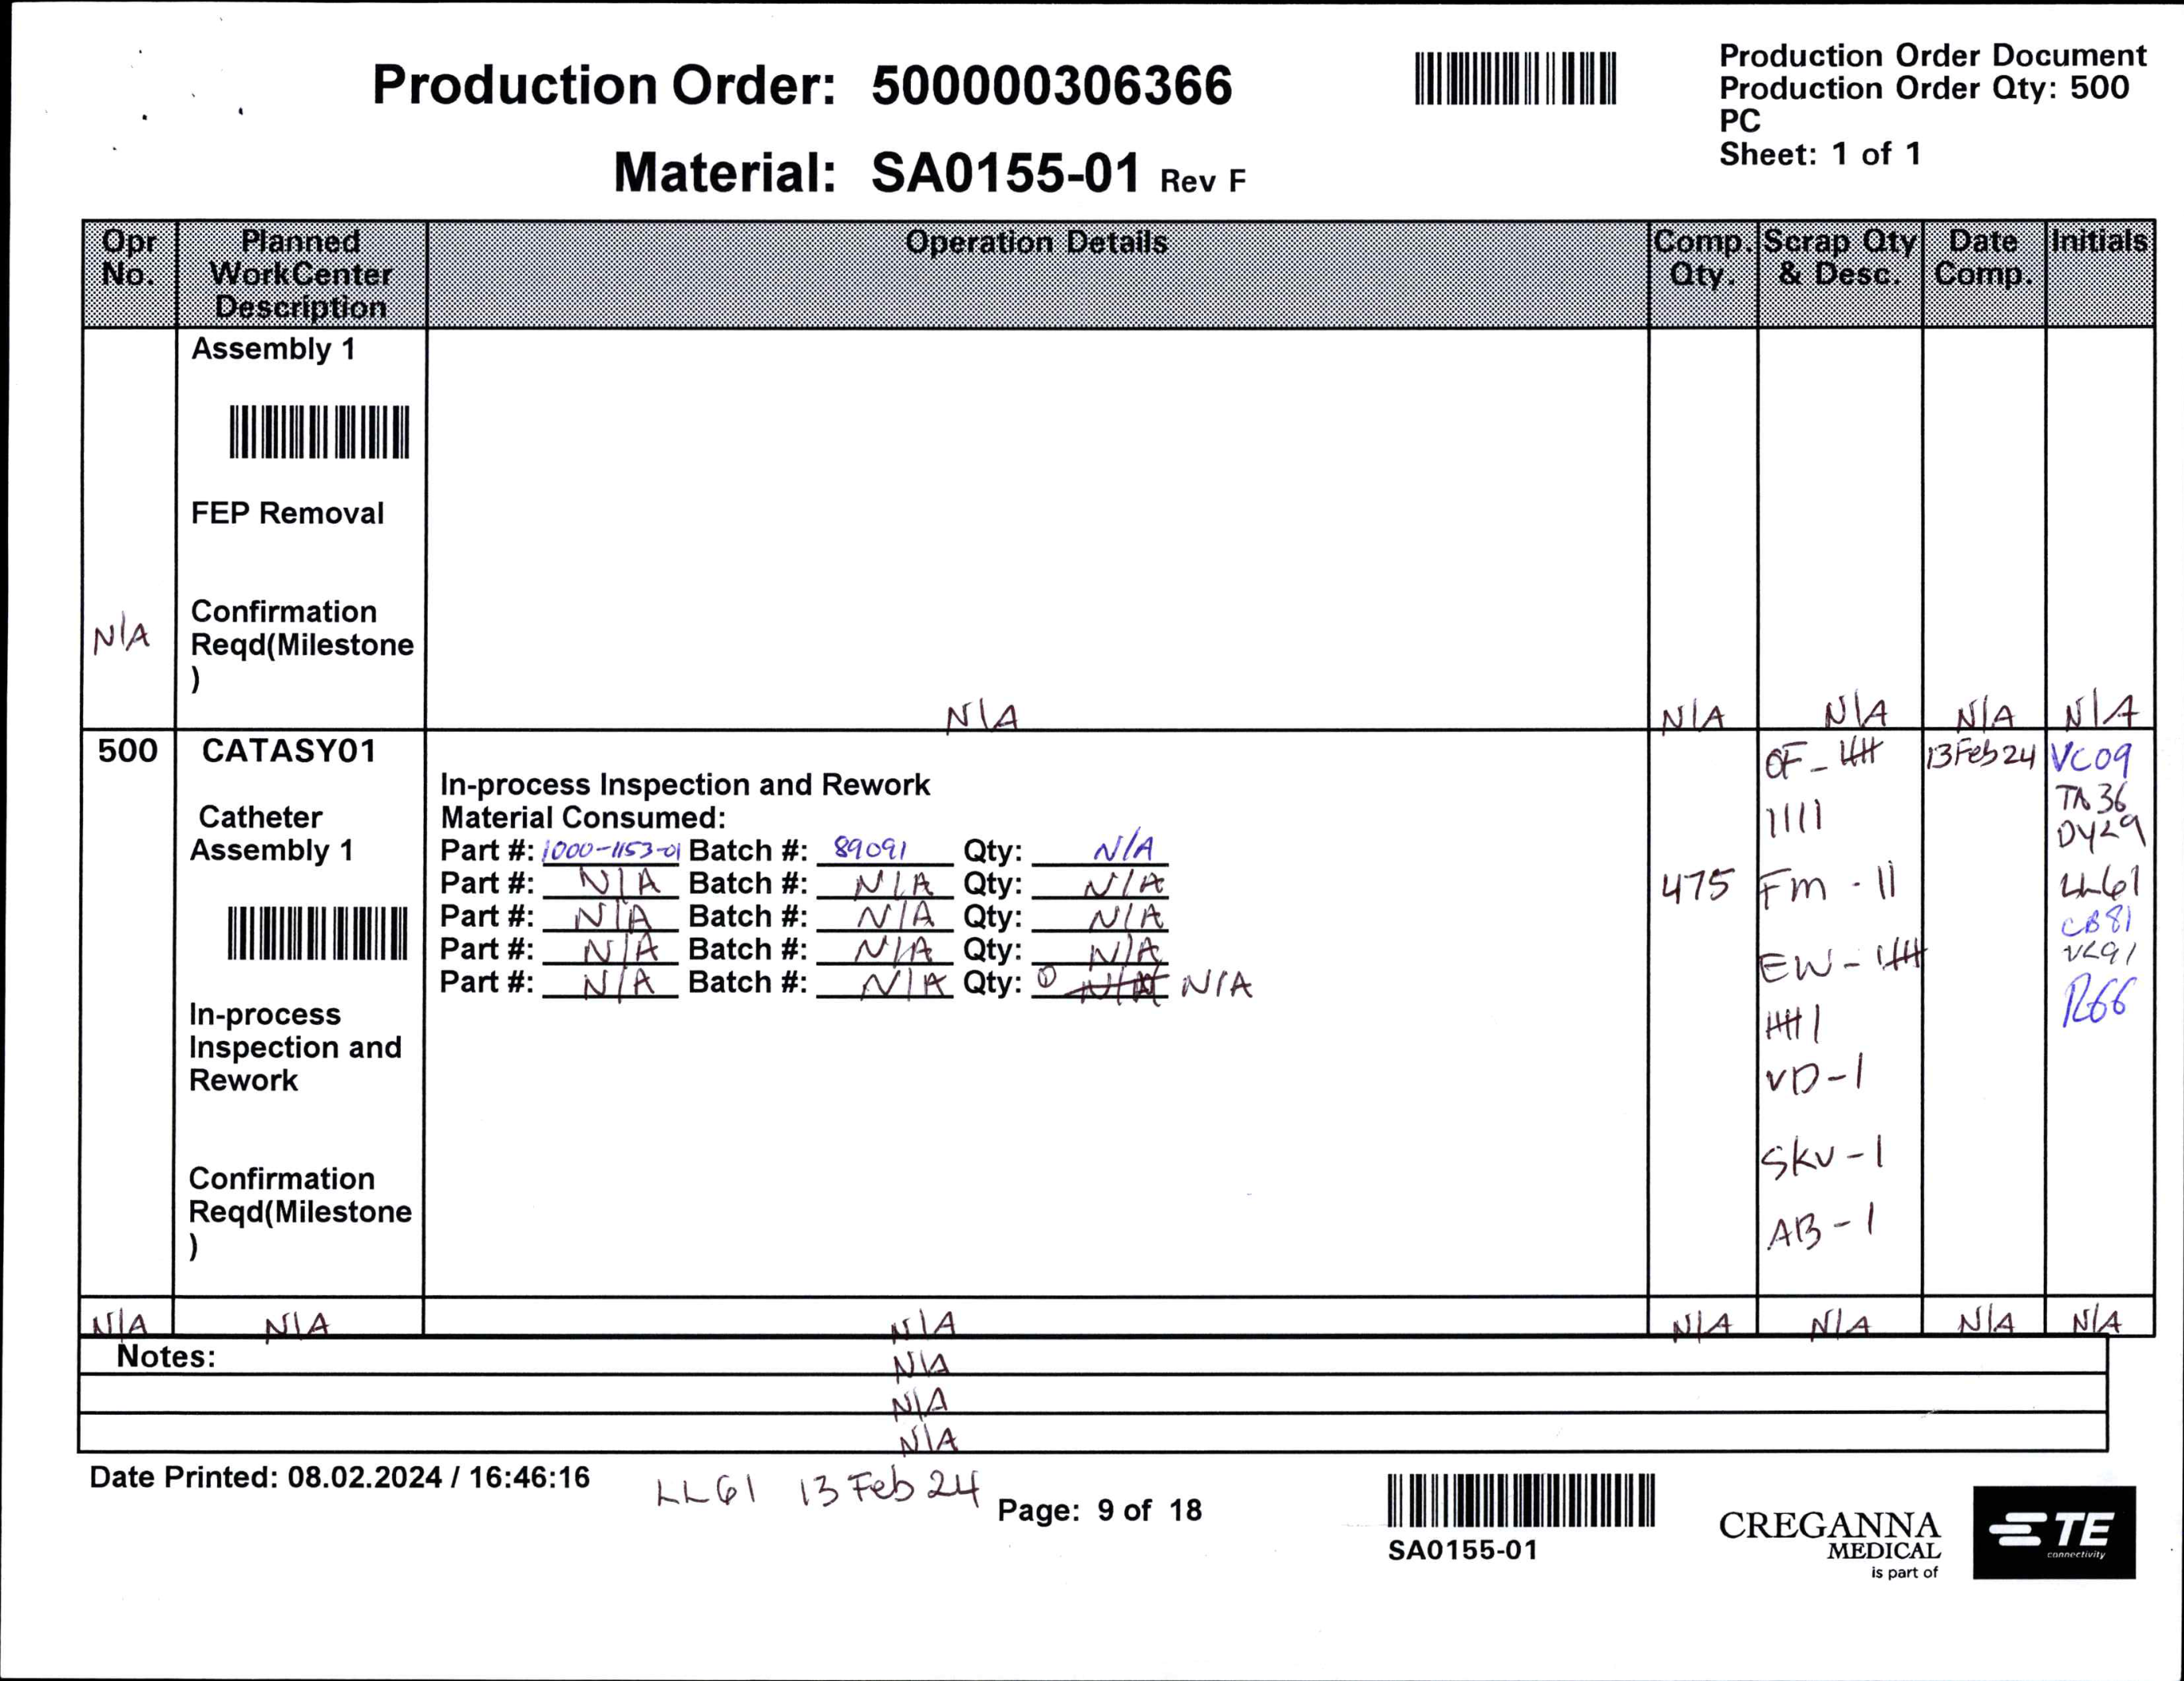 Production Order: 500000306366
Material: SA0155-01 Rev F
Production Order Document
Production Order Qty: 500
PC
Sheet: 1 of 1
Opr No. Planned WorkCenter Description Operation Details Comp. Qty. Scrap Qty & Desc. Date Comp. Initials
Assembly 1
FEP Removal
Confirmation
N/A Reqd(Milestone
)
N/A N/A N/A N/A N/A
500 CATASY01
Catheter
Assembly 1
In-process
Inspection and
Rework
Confirmation
Reqd(Milestone
)
In-process Inspection and Rework
Material Consumed:
Part #: 1000-1153-01 Batch #: 89091 Qty: N/A
Part #: N/A Batch #: N/A Qty: N/A
Part #: N/A Batch #: N/A Qty: N/A
Part #: N/A Batch #: N/A Qty: N/A
Part #: N/A Batch #: N/A Qty: ① N/A N/A
475
OF - 卌
1111
Fm - 11
EW - 卌
卌 1
VD-1
SKV-1
AB-1
13Feb24
VC09
TA36
DY29
LL61
CB81
VL91
R66
N/A N/A N/A N/A N/A N/A N/A
Notes: N/A
N/A
N/A
Date Printed: 08.02.2024 / 16:46:16
LL61 13 Feb 24
Page: 9 of 18
SA0155-01
CREGANNA
MEDICAL
is part of
TE
connectivity